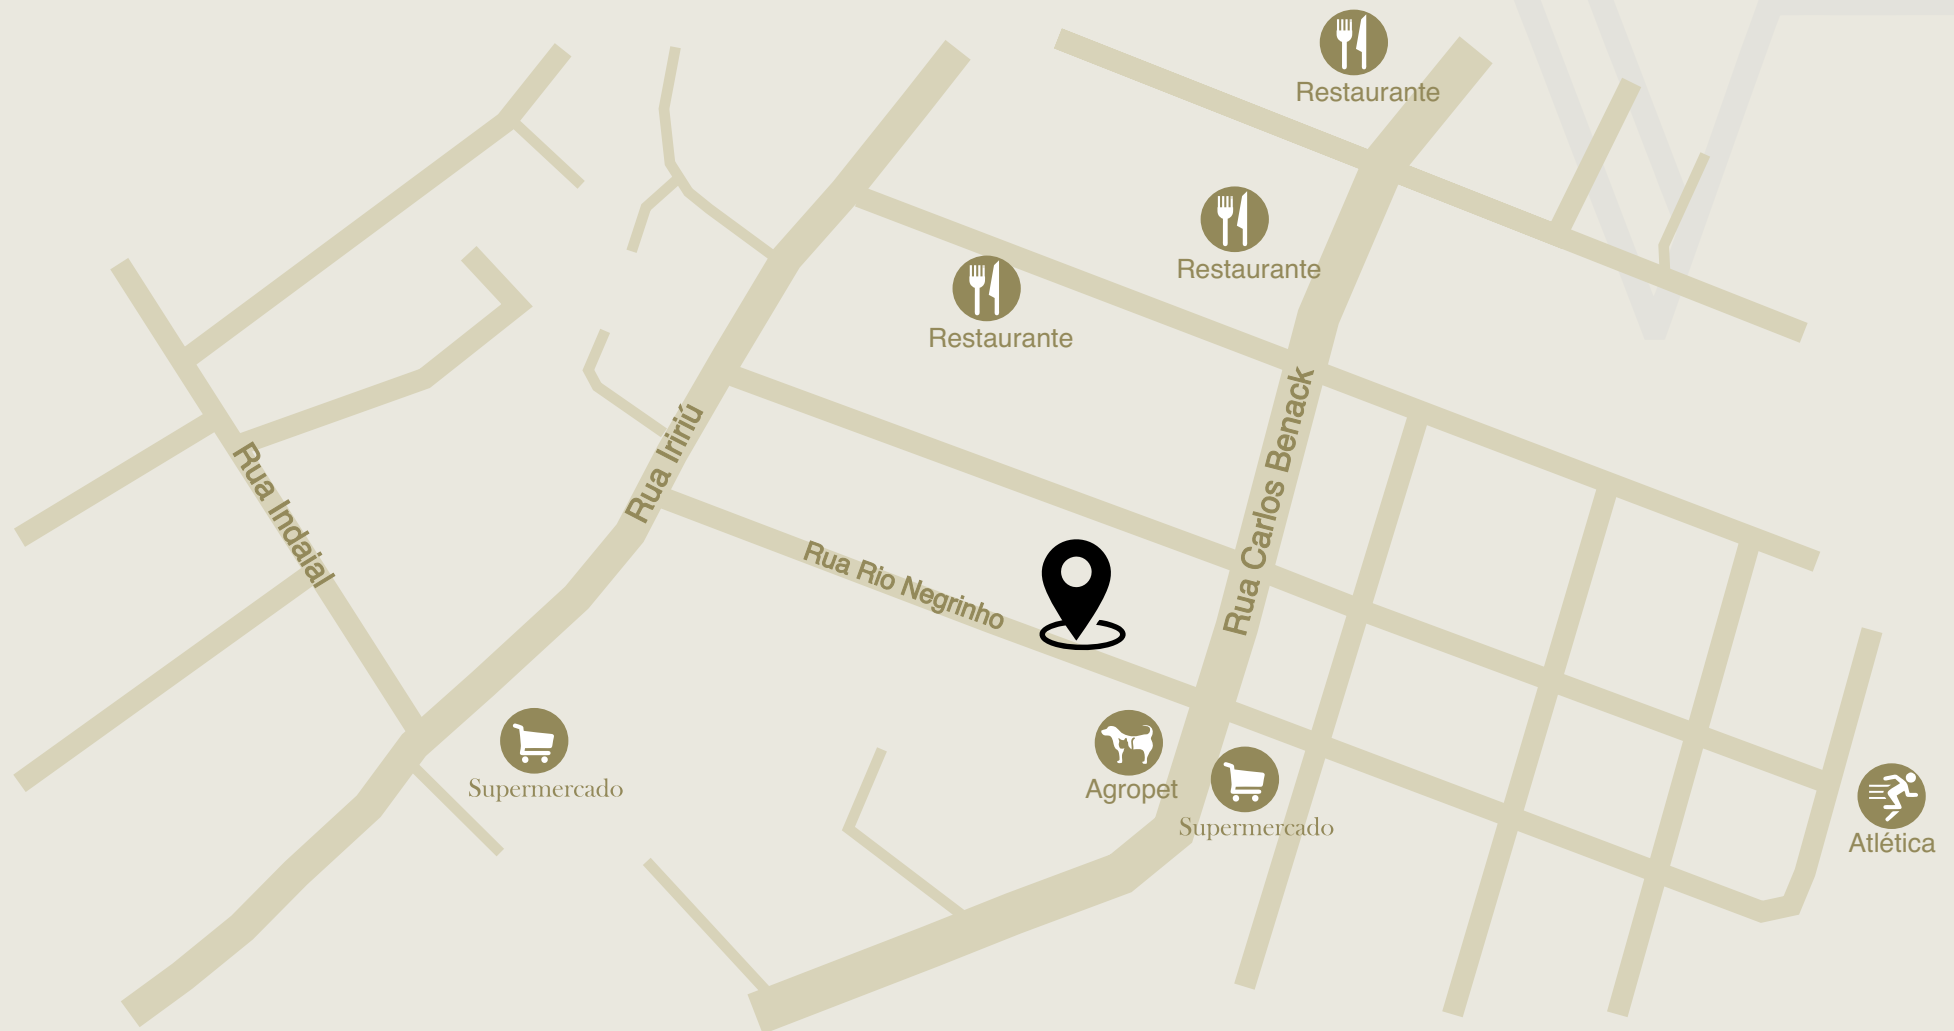 Restaurante
Restaurante
Restaurante
Rua Iririú
Rua Carlos Benack
Rua Indaial
Rua Rio Negrinho
Supermercado
Agropet
Supermercado
Atlética